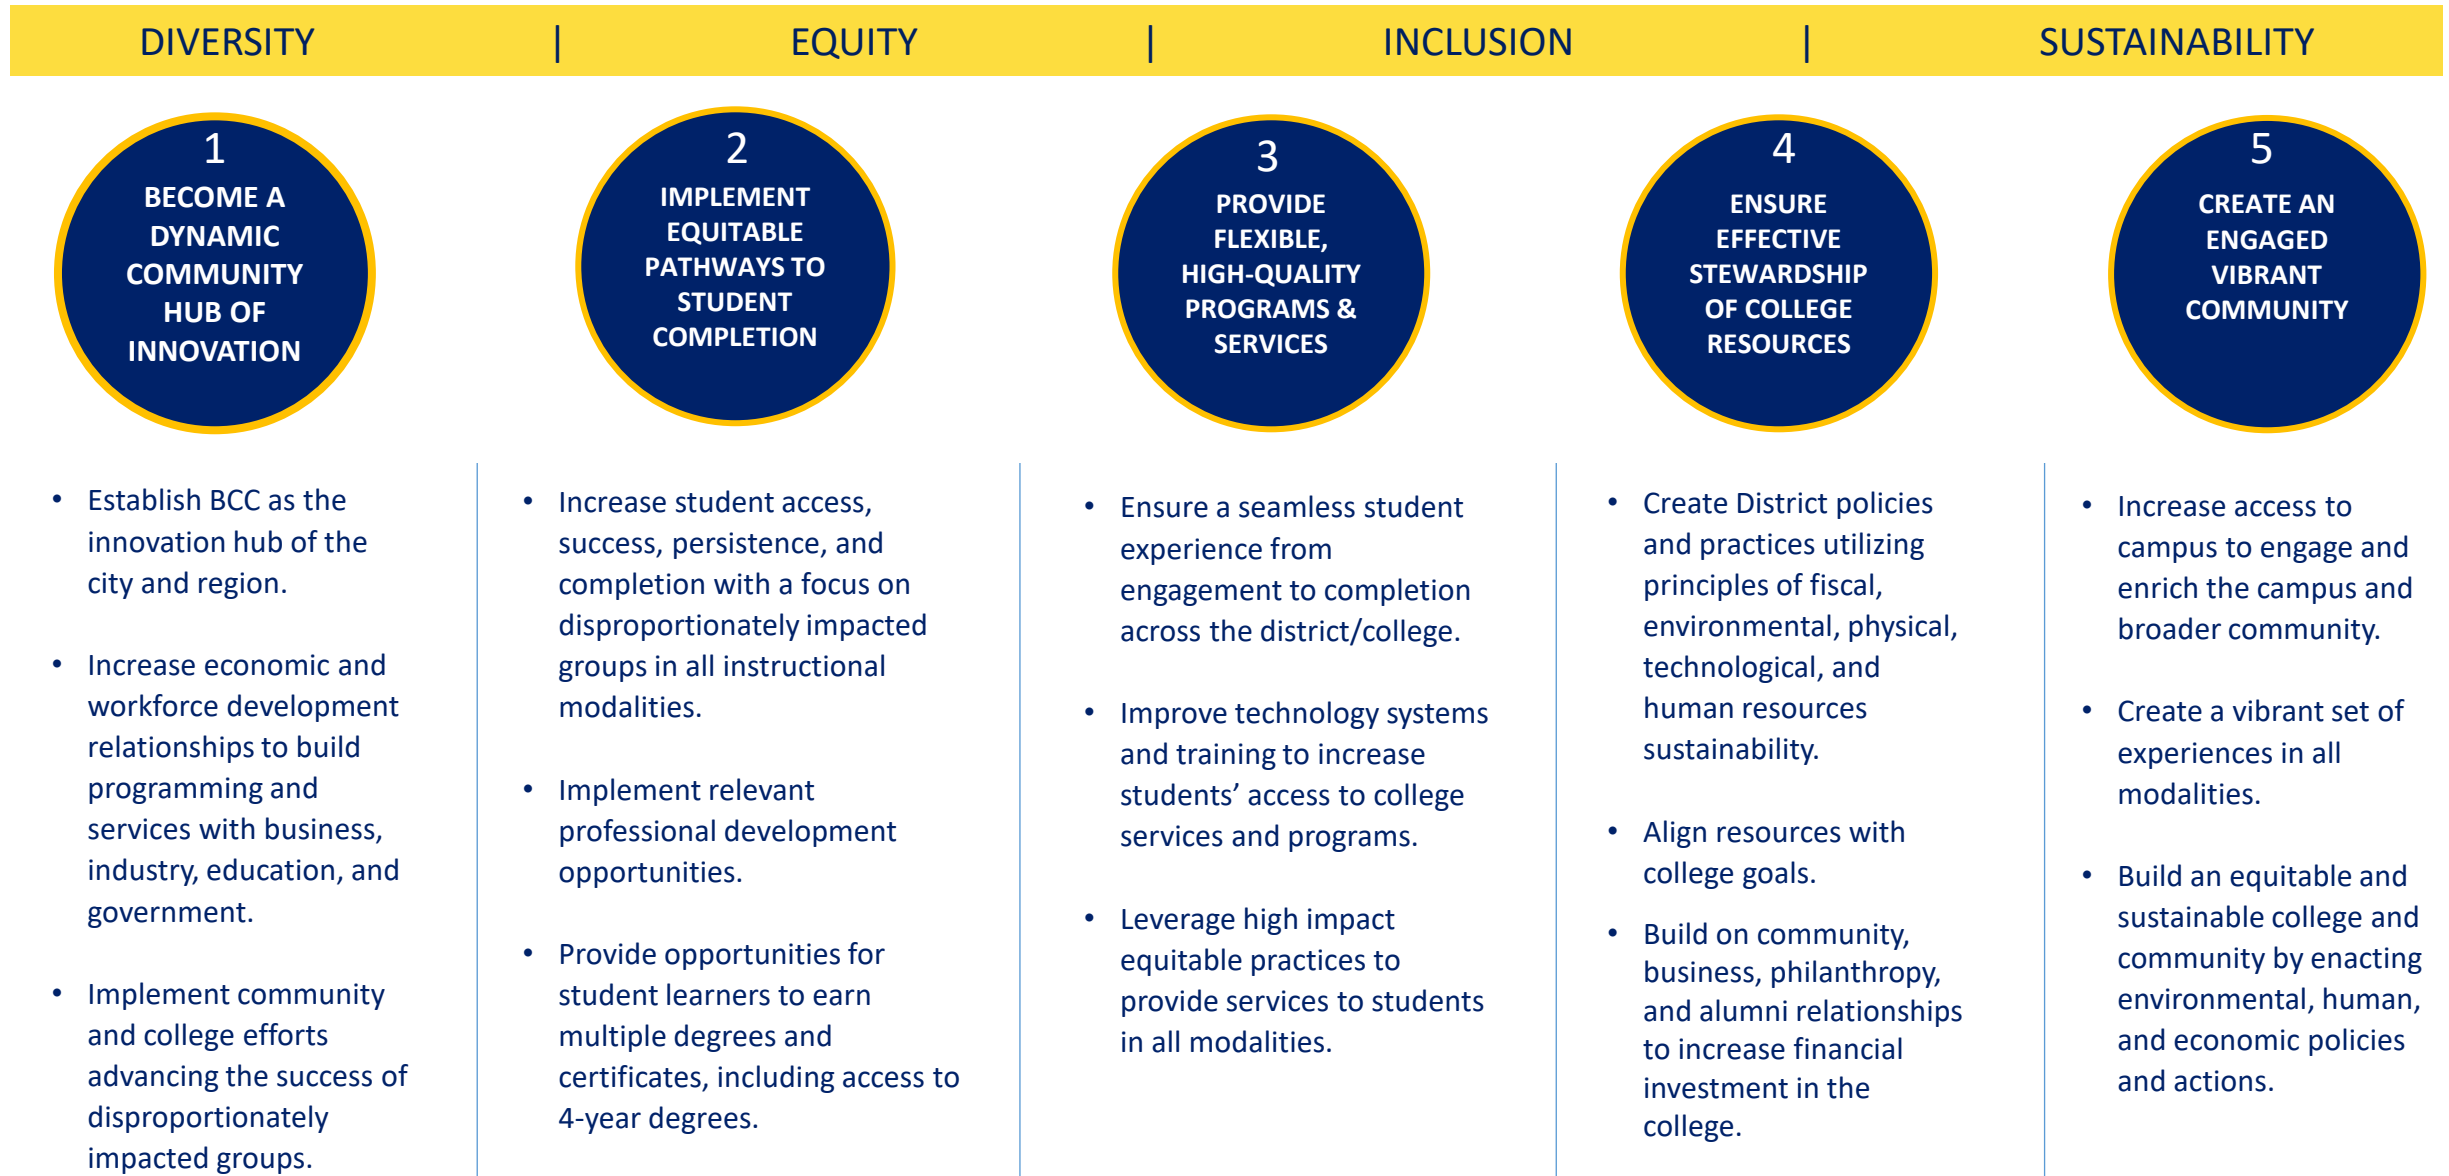 DIVERSITY | EQUITY | INCLUSION | SUSTAINABILITY
1
BECOME A
DYNAMIC
COMMUNITY
HUB OF
INNOVATION
2
IMPLEMENT
EQUITABLE
PATHWAYS TO
STUDENT
COMPLETION
3
PROVIDE
FLEXIBLE,
HIGH-QUALITY
PROGRAMS &
SERVICES
4
ENSURE
EFFECTIVE
STEWARDSHIP
OF COLLEGE
RESOURCES
5
CREATE AN
ENGAGED
VIBRANT
COMMUNITY
• Establish BCC as the
innovation hub of the
city and region.
• Increase economic and
workforce development
relationships to build
programming and
services with business,
industry, education, and
government.
• Implement community
and college efforts
advancing the success of
disproportionately
impacted groups.
• Increase student access,
success, persistence, and
completion with a focus on
disproportionately impacted
groups in all instructional
modalities.
• Implement relevant
professional development
opportunities.
• Provide opportunities for
student learners to earn
multiple degrees and
certificates, including access to
4-year degrees.
• Ensure a seamless student
experience from
engagement to completion
across the district/college.
• Improve technology systems
and training to increase
students’ access to college
services and programs.
• Leverage high impact
equitable practices to
provide services to students
in all modalities.
• Create District policies
and practices utilizing
principles of fiscal,
environmental, physical,
technological, and
human resources
sustainability.
• Align resources with
college goals.
• Build on community,
business, philanthropy,
and alumni relationships
to increase financial
investment in the
college.
• Increase access to
campus to engage and
enrich the campus and
broader community.
• Create a vibrant set of
experiences in all
modalities.
• Build an equitable and
sustainable college and
community by enacting
environmental, human,
and economic policies
and actions.